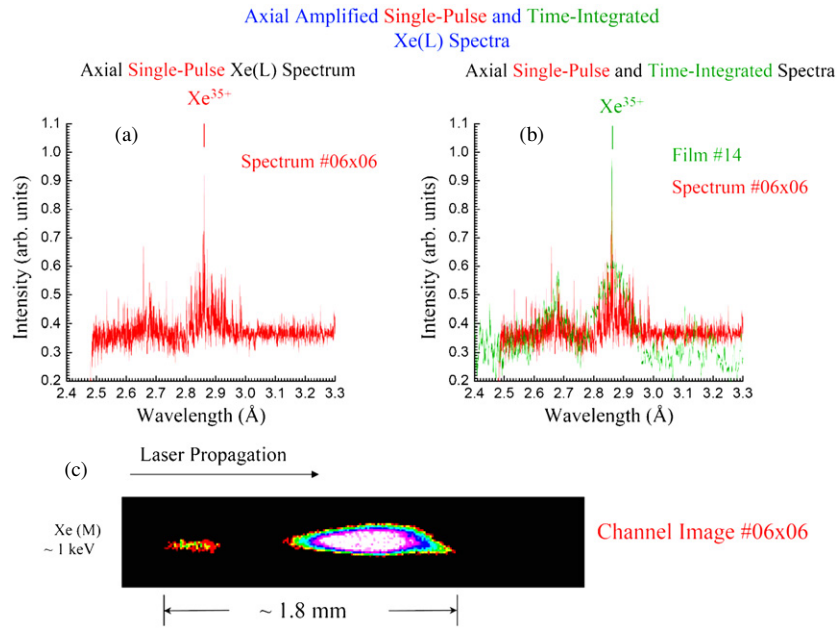 Axial Amplified Single-Pulse and Time-Integrated
Xe(L) Spectra
Axial Single-Pulse Xe(L) Spectrum
Xe35+
(a)
Spectrum #06x06
Intensity (arb. units)
1.1
1.0
0.9
0.8
0.7
0.6
0.5
0.4
0.3
0.2
2.4 2.5 2.6 2.7 2.8 2.9 3.0 3.1 3.2 3.3
Wavelength (Å)
Axial Single-Pulse and Time-Integrated Spectra
Xe35+
(b)
Film #14
Spectrum #06x06
Intensity (arb. units)
1.1
1.0
0.9
0.8
0.7
0.6
0.5
0.4
0.3
0.2
2.4 2.5 2.6 2.7 2.8 2.9 3.0 3.1 3.2 3.3
Wavelength (Å)
(c)
Laser Propagation
Xe (M)
~ 1 keV
Channel Image #06x06
~ 1.8 mm